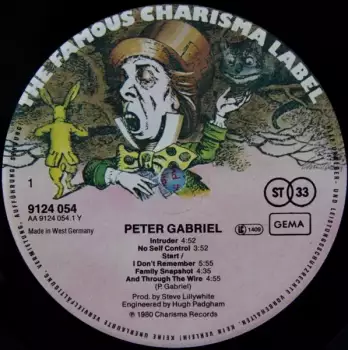 THE FAMOUS CHARISMA LABEL
1
9124 054
AA 9124 054 1 Y
Made in West Germany
ST 33
PETER GABRIEL
LC 1409
GEMA
Intruder 4:52
No Self Control 3:52
Start /
I Don't Remember 5:55
Family Snapshot 4:35
And Through The Wire 4:55
(P. Gabriel)
Prod. by Steve Lillywhite
Engineered by Hugh Padgham
℗ 1980 Charisma Records